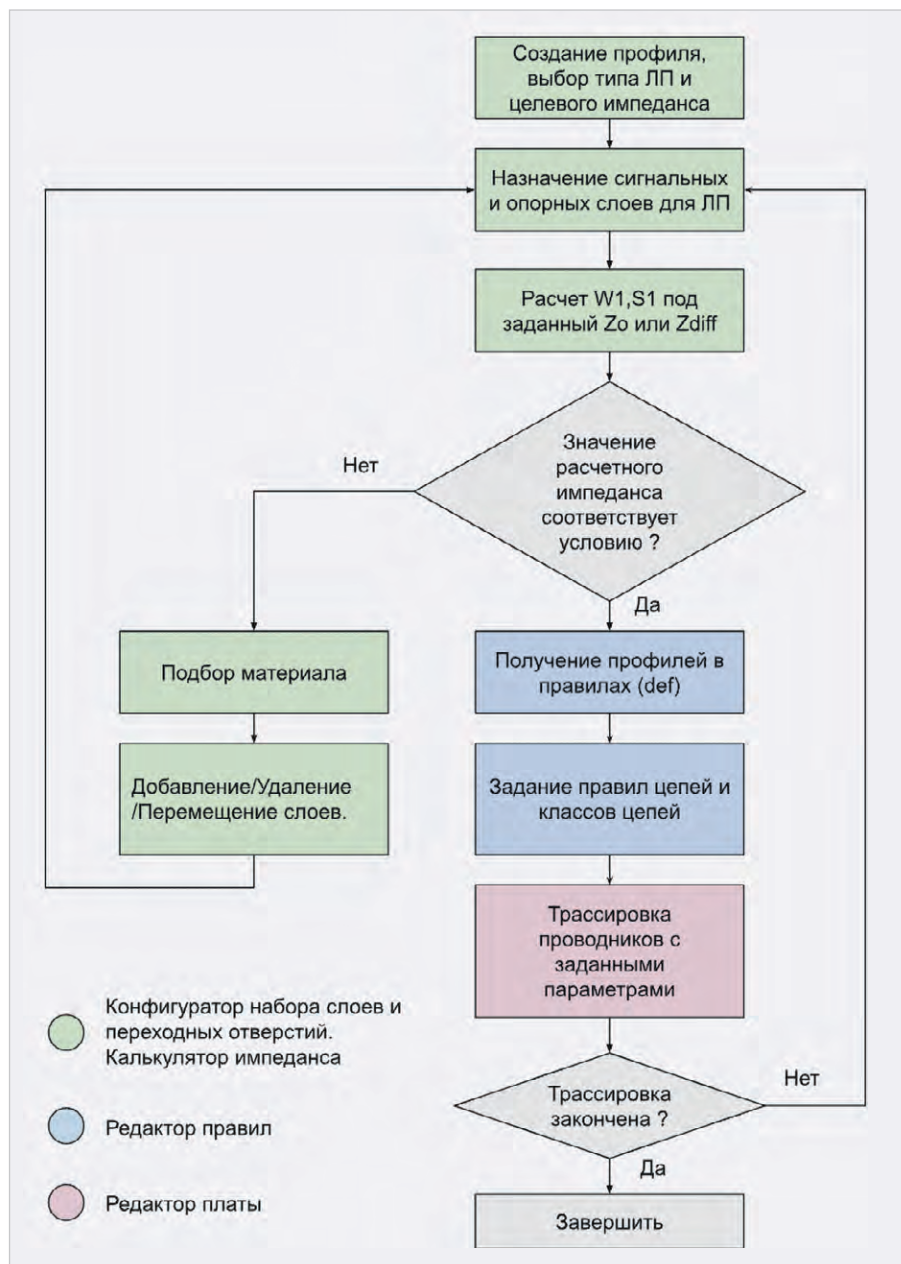 Создание профиля,
выбор типа ЛП и
целевого импеданса
Назначение сигнальных
и опорных слоев для ЛП
Расчет W1,S1 под
заданный Zo или Zdiff
Значение
расчетного
импеданса
соответствует
условию ?
Нет
Да
Подбор материала
Добавление/Удаление
/Перемещение слоев.
Получение профилей в
правилах (def)
Задание правил цепей и
классов цепей
Трассировка
проводников с
заданными
параметрами
Трассировка
закончена ?
Нет
Да
Завершить
Конфигуратор набора слоев и
переходных отверстий.
Калькулятор импеданса
Редактор правил
Редактор платы